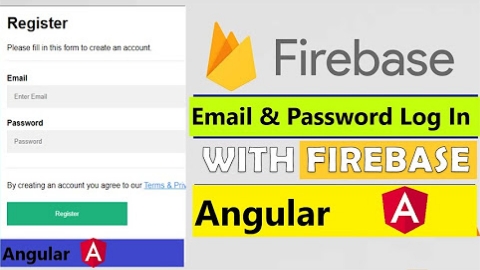 Register
Please fill in this form to create an account.
Email
Enter Email
Password
Password
By creating an account you agree to our Terms & Priv
Register
Angular A
Firebase
Email & Password Log In
WITH FIREBASE
Angular A